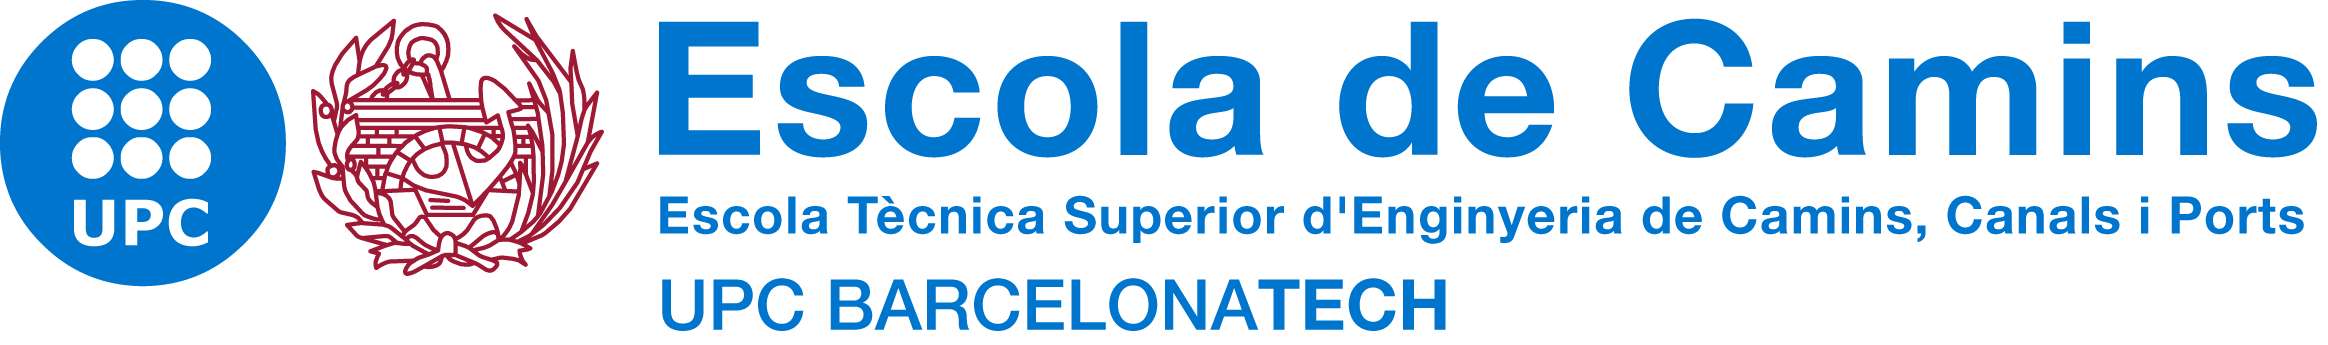 UPC
Escola de Camins
Escola Tècnica Superior d'Enginyeria de Camins, Canals i Ports
UPC BARCELONATECH